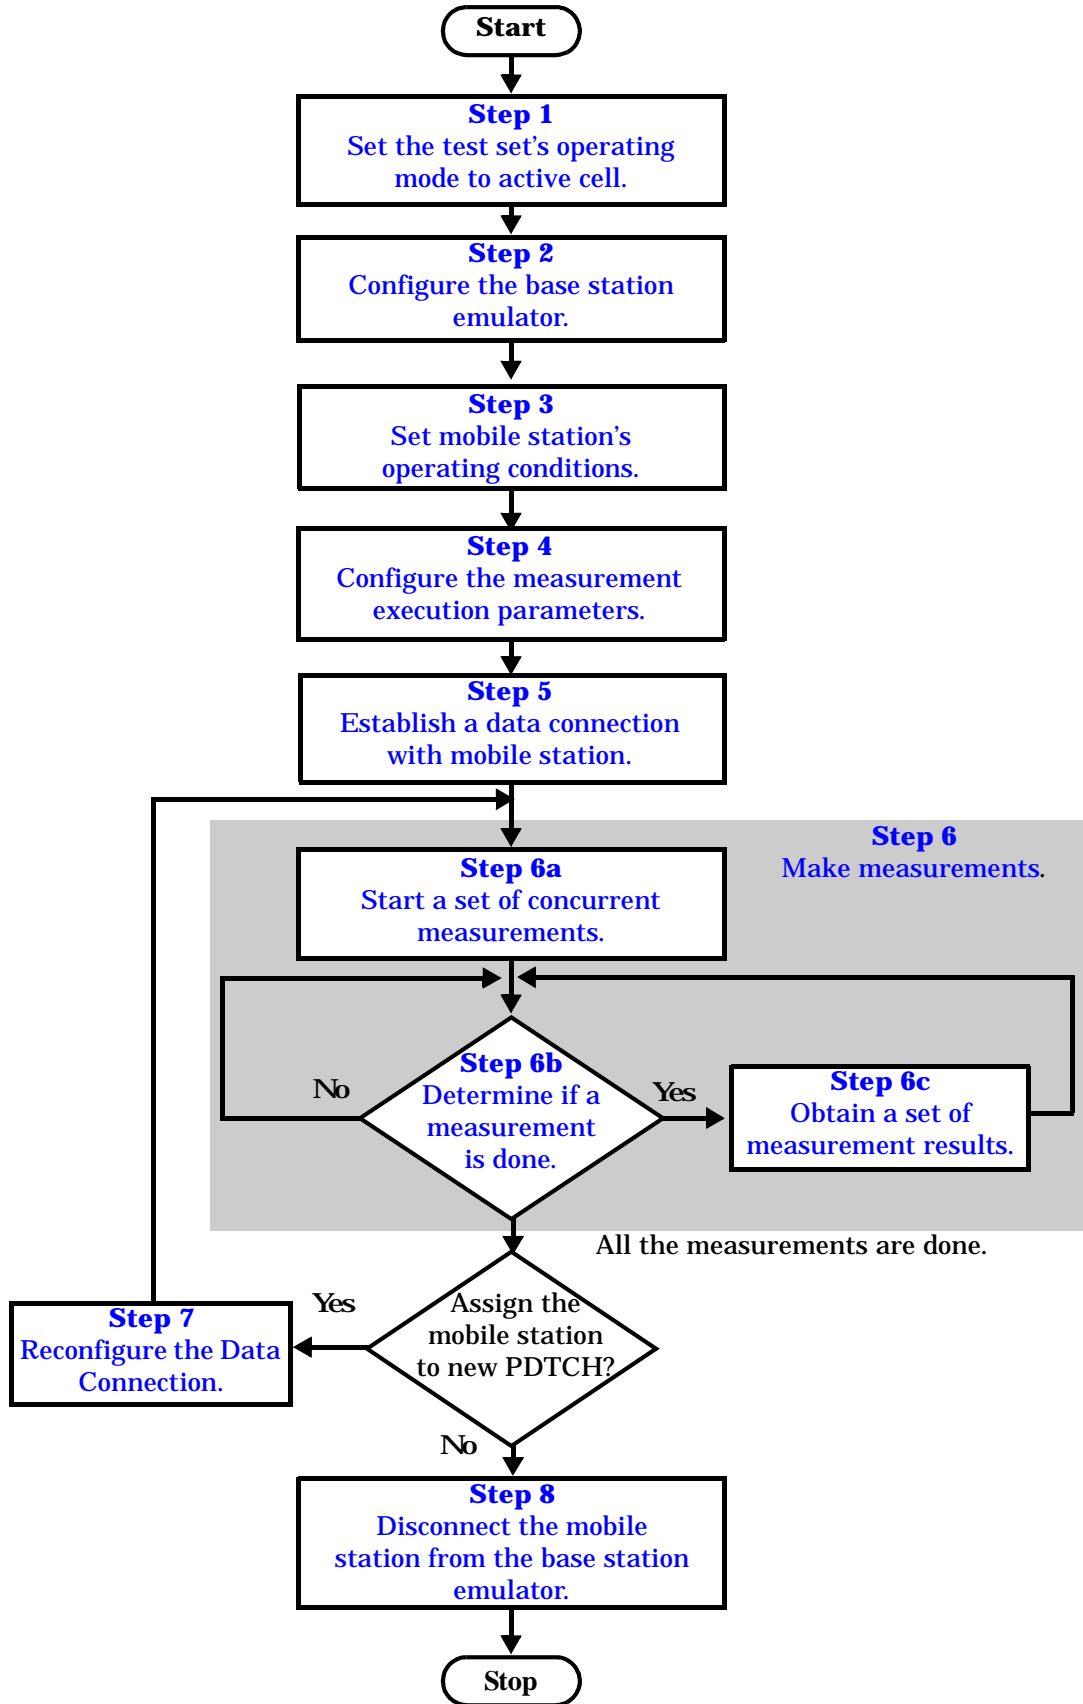 Start
Step 1
Set the test set's operating
mode to active cell.
Step 2
Configure the base station
emulator.
Step 3
Set mobile station's
operating conditions.
Step 4
Configure the measurement
execution parameters.
Step 5
Establish a data connection
with mobile station.
Step 6
Make measurements.
Step 6a
Start a set of concurrent
measurements.
Step 6b
Determine if a
measurement
is done.
No
Yes
Step 6c
Obtain a set of
measurement results.
All the measurements are done.
Assign the
mobile station
to new PDTCH?
Yes
Step 7
Reconfigure the Data
Connection.
No
Step 8
Disconnect the mobile
station from the base station
emulator.
Stop